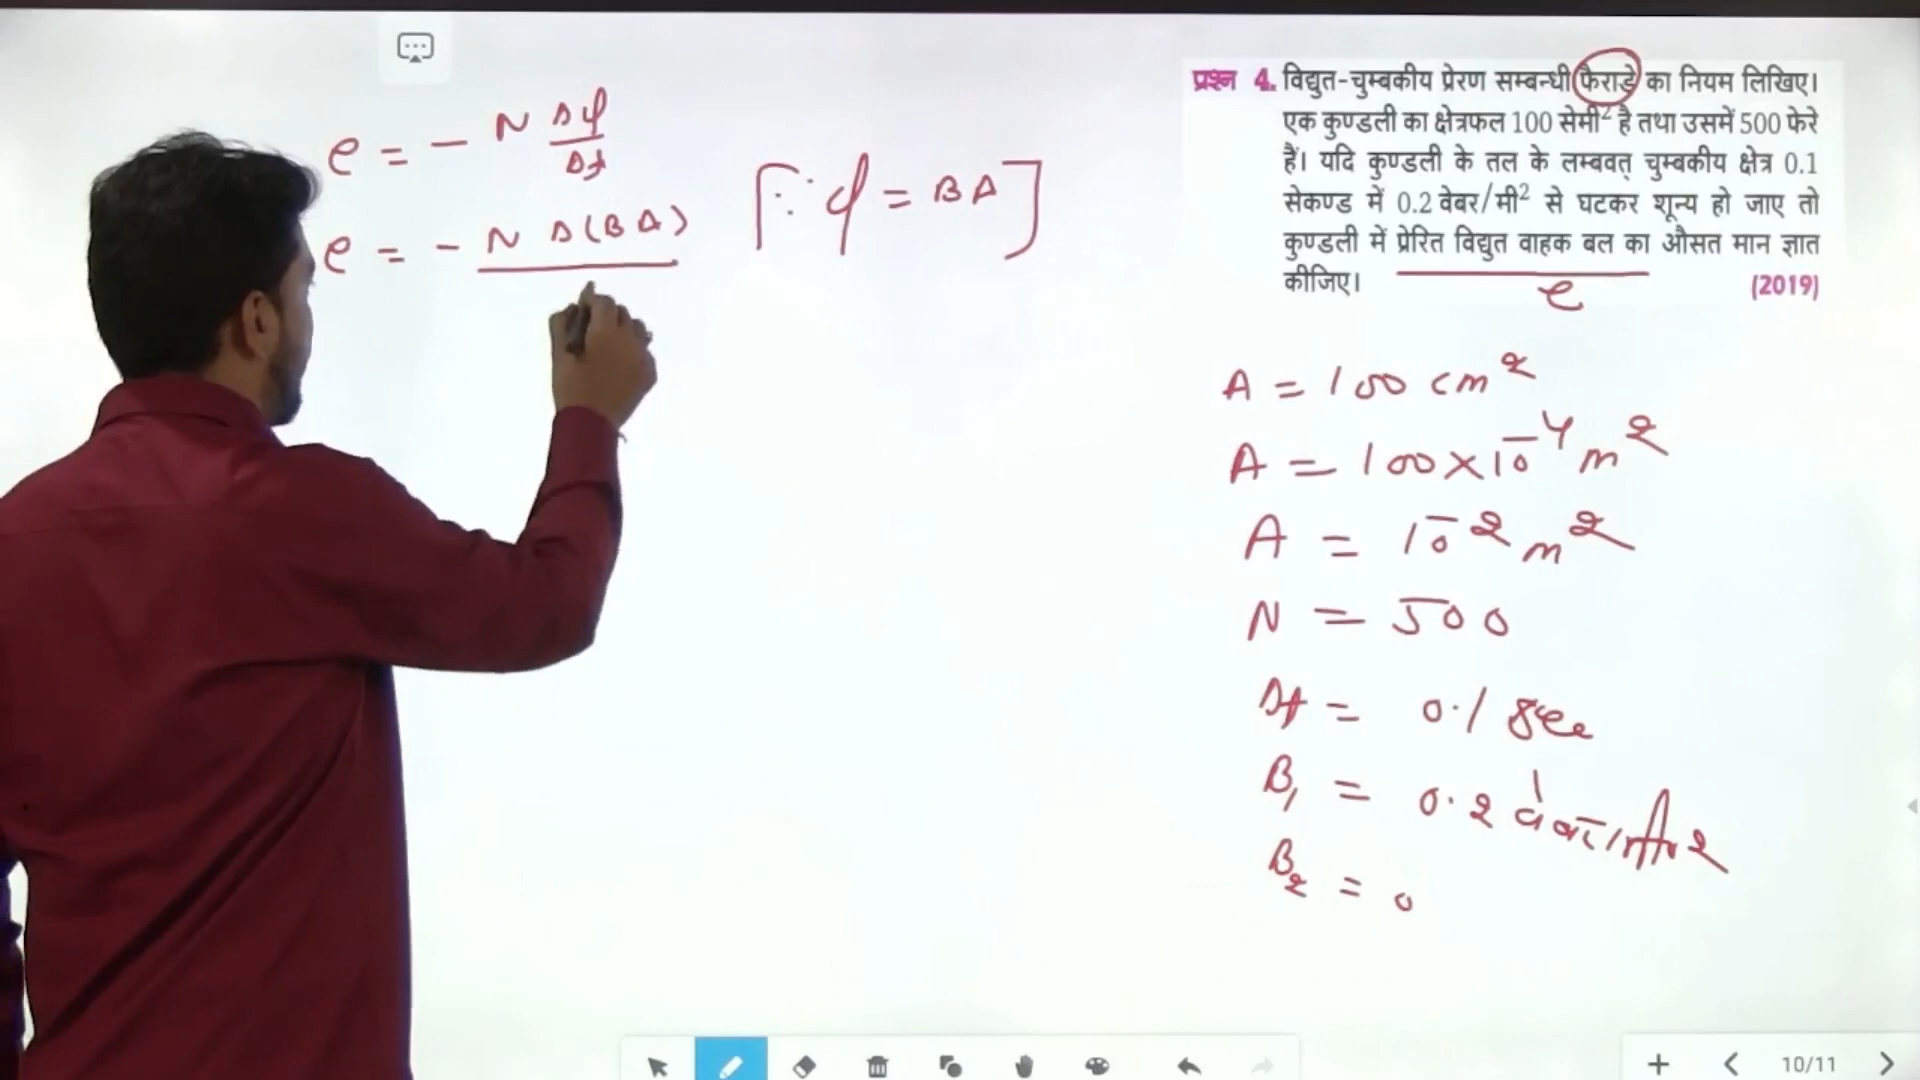 e = - N Δφ/Δt
e = - N Δ(BA)
[∵ φ = BA]
प्रश्न 4. विद्युत-चुम्बकीय प्रेरण सम्बन्धी फैराडे का नियम लिखिए।
एक कुण्डली का क्षेत्रफल 100 सेमी² है तथा उसमें 500 फेरे
हैं। यदि कुण्डली के तल के लम्बवत् चुम्बकीय क्षेत्र 0.1
सेकण्ड में 0.2 वेबर/मी² से घटकर शून्य हो जाए तो
कुण्डली में प्रेरित विद्युत वाहक बल का औसत मान ज्ञात
कीजिए। (2019)
e
A = 100 cm²
A = 100×10⁻⁴ m²
A = 10⁻² m²
N = 500
Δt = 0.1 sec
B₁ = 0.2 वेबर/मी²
B₂ = 0
10/11